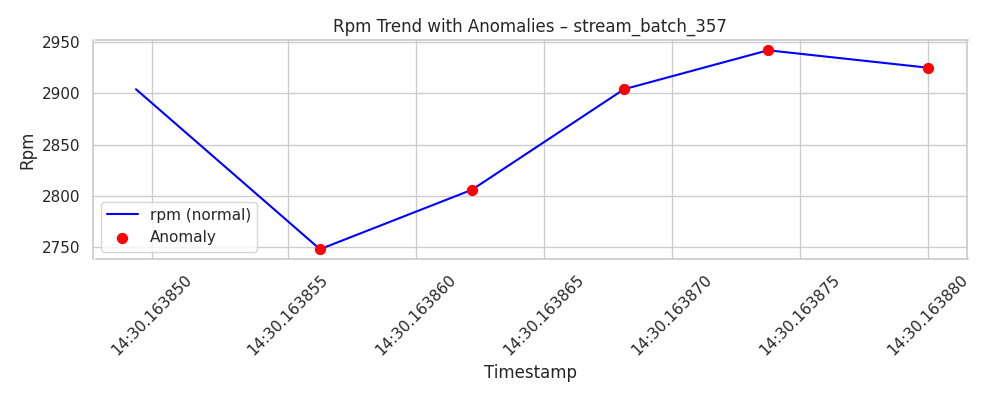 Rpm Trend with Anomalies – stream_batch_357
Rpm
2950
2900
2850
2800
2750
rpm (normal)
Anomaly
14:30.163850
14:30.163855
14:30.163860
14:30.163865
14:30.163870
14:30.163875
14:30.163880
Timestamp